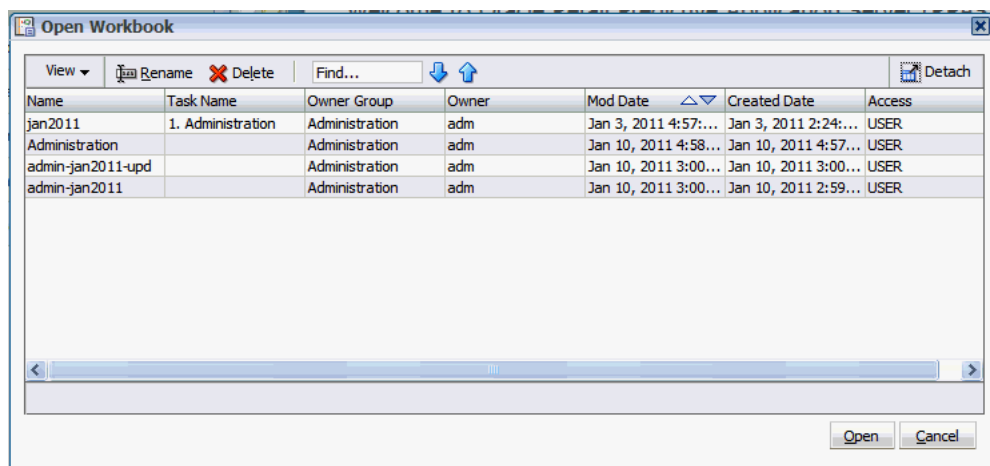 Open Workbook
View Rename Delete Find... Detach
Name Task Name Owner Group Owner Mod Date Created Date Access
jan2011 1. Administration Administration adm Jan 3, 2011 4:57:... Jan 3, 2011 2:24:... USER
Administration Administration adm Jan 10, 2011 4:58... Jan 10, 2011 4:57... USER
admin-jan2011-upd Administration adm Jan 10, 2011 3:00... Jan 10, 2011 3:00... USER
admin-jan2011 Administration adm Jan 10, 2011 3:00... Jan 10, 2011 2:59... USER
Open Cancel